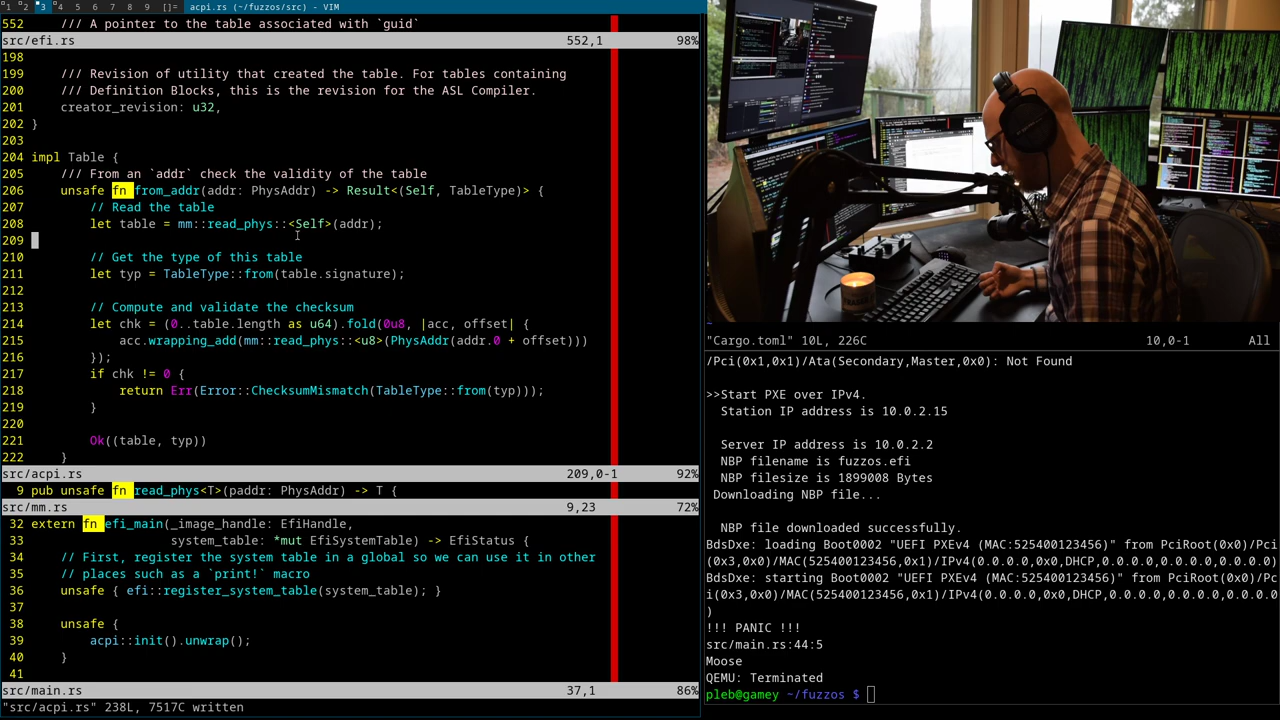 1 2 3 4 5 6 7 8 9 []= acpi.rs (~/fuzzos/src) - VIM
552     /// A pointer to the table associated with `guid`
src/efi.rs 552,1 98%
198
199     /// Revision of utility that created the table. For tables containing
200     /// Definition Blocks, this is the revision for the ASL Compiler.
201     creator_revision: u32,
202 }
203
204 impl Table {
205     /// From an `addr` check the validity of the table
206     unsafe fn from_addr(addr: PhysAddr) -> Result<(Self, TableType)> {
207         // Read the table
208         let table = mm::read_phys::<Self>(addr);
209
210         // Get the type of this table
211         let typ = TableType::from(table.signature);
212
213         // Compute and validate the checksum
214         let chk = (0..table.length as u64).fold(0u8, |acc, offset| {
215             acc.wrapping_add(mm::read_phys::<u8>(PhysAddr(addr.0 + offset)))
216         });
217         if chk != 0 {
218             return Err(Error::ChecksumMismatch(TableType::from(typ)));
219         }
220
221         Ok((table, typ))
222     }
src/acpi.rs 209,0-1 92%
9 pub unsafe fn read_phys<T>(paddr: PhysAddr) -> T {
src/mm.rs 9,23 72%
32 extern fn efi_main(_image_handle: EfiHandle,
33                    system_table: *mut EfiSystemTable) -> EfiStatus {
34     // First, register the system table in a global so we can use it in other
35     // places such as a `print!` macro
36     unsafe { efi::register_system_table(system_table); }
37
38     unsafe {
39         acpi::init().unwrap();
40     }
41
src/main.rs 37,1 86%
"src/acpi.rs" 238L, 7517C written
"Cargo.toml" 10L, 226C 10,0-1 All
/Pci(0x1,0x1)/Ata(Secondary,Master,0x0): Not Found
>>Start PXE over IPv4.
  Station IP address is 10.0.2.15
  Server IP address is 10.0.2.2
  NBP filename is fuzzos.efi
  NBP filesize is 1899008 Bytes
 Downloading NBP file...
  NBP file downloaded successfully.
BdsDxe: loading Boot0002 "UEFI PXEv4 (MAC:525400123456)" from PciRoot(0x0)/Pci
(0x3,0x0)/MAC(525400123456,0x1)/IPv4(0.0.0.0,0x0,DHCP,0.0.0.0,0.0.0.0,0.0.0.0)
BdsDxe: starting Boot0002 "UEFI PXEv4 (MAC:525400123456)" from PciRoot(0x0)/Pc
i(0x3,0x0)/MAC(525400123456,0x1)/IPv4(0.0.0.0,0x0,DHCP,0.0.0.0,0.0.0.0,0.0.0.0
)
!!! PANIC !!!
src/main.rs:44:5
Moose
QEMU: Terminated
pleb@gamey ~/fuzzos $